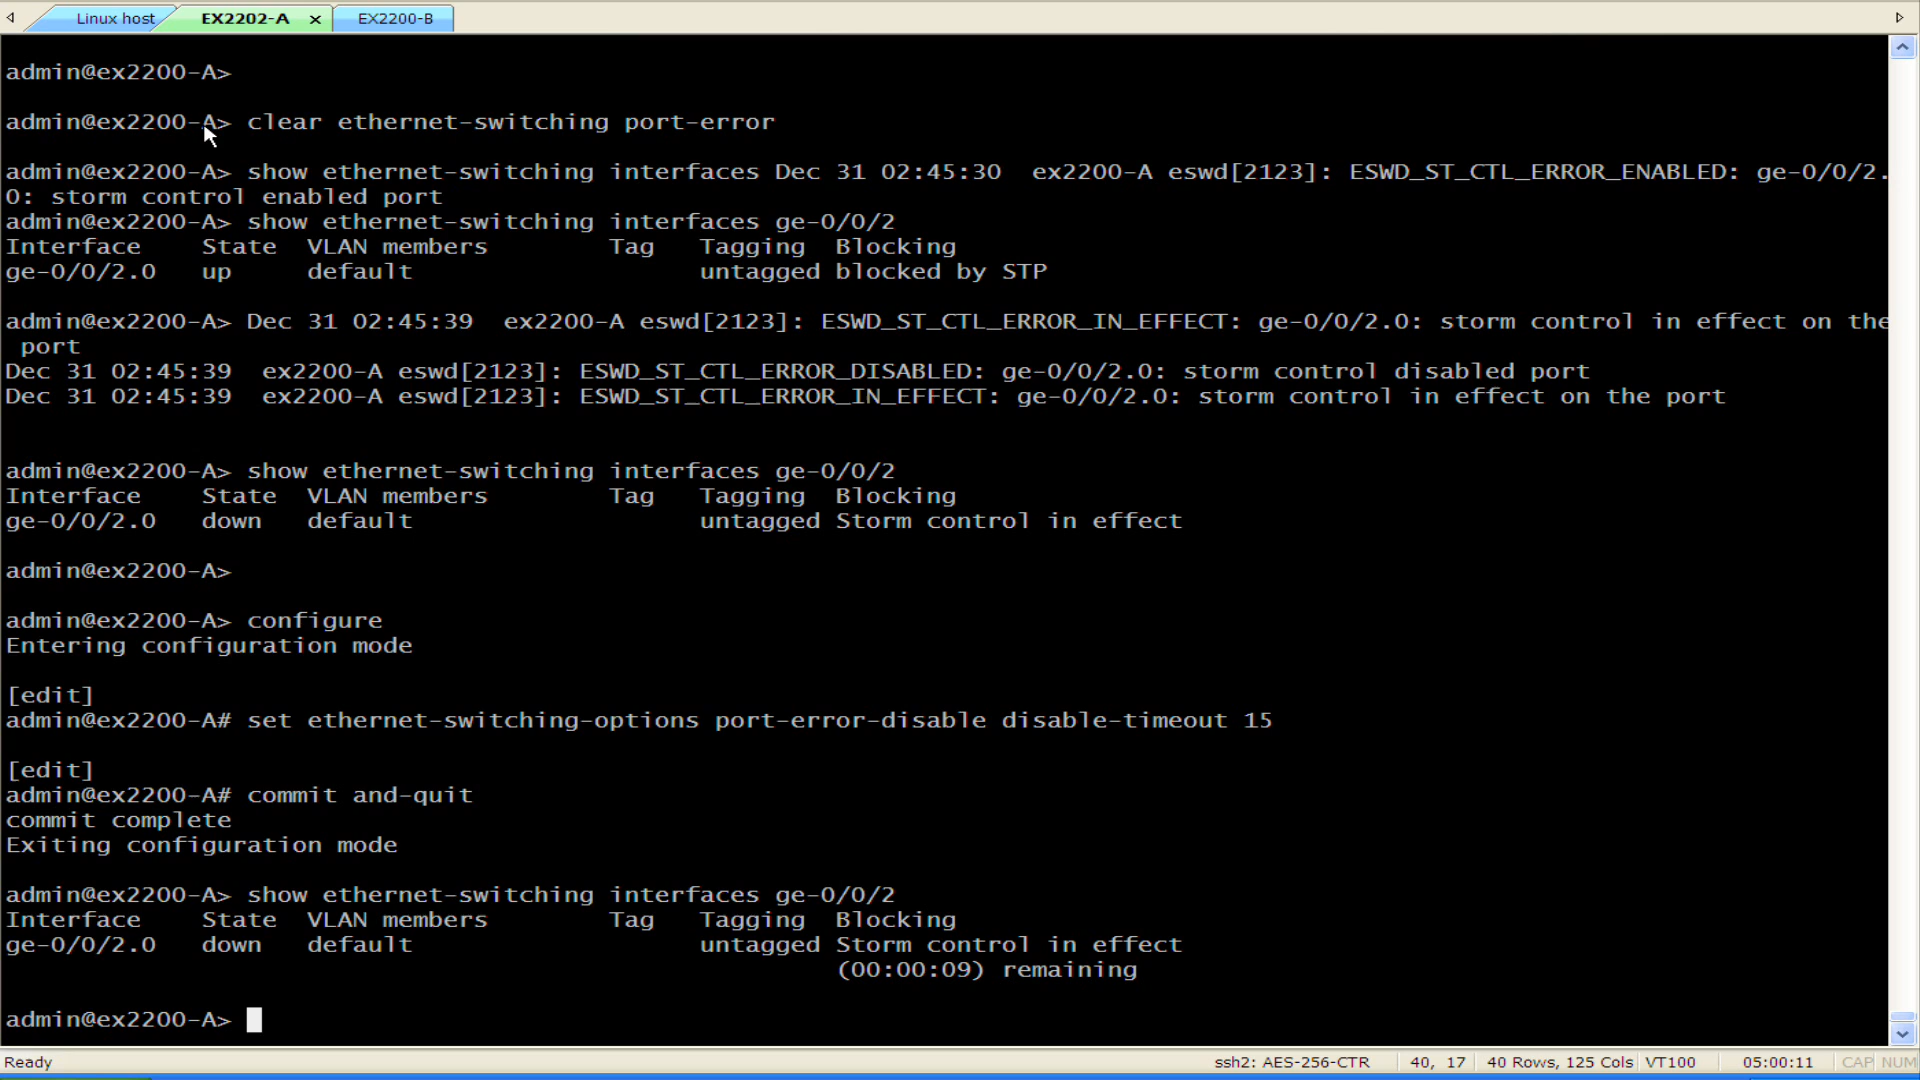 Linux host EX2202-A x EX2200-B
admin@ex2200-A>
admin@ex2200-A> clear ethernet-switching port-error
admin@ex2200-A> show ethernet-switching interfaces Dec 31 02:45:30  ex2200-A eswd[2123]: ESWD_ST_CTL_ERROR_ENABLED: ge-0/0/2.
0: storm control enabled port
admin@ex2200-A> show ethernet-switching interfaces ge-0/0/2
Interface    State  VLAN members        Tag   Tagging  Blocking
ge-0/0/2.0   up     default                   untagged blocked by STP
admin@ex2200-A> Dec 31 02:45:39  ex2200-A eswd[2123]: ESWD_ST_CTL_ERROR_IN_EFFECT: ge-0/0/2.0: storm control in effect on the
port
Dec 31 02:45:39  ex2200-A eswd[2123]: ESWD_ST_CTL_ERROR_DISABLED: ge-0/0/2.0: storm control disabled port
Dec 31 02:45:39  ex2200-A eswd[2123]: ESWD_ST_CTL_ERROR_IN_EFFECT: ge-0/0/2.0: storm control in effect on the port
admin@ex2200-A> show ethernet-switching interfaces ge-0/0/2
Interface    State  VLAN members        Tag   Tagging  Blocking
ge-0/0/2.0   down   default                   untagged Storm control in effect
admin@ex2200-A>
admin@ex2200-A> configure
Entering configuration mode
[edit]
admin@ex2200-A# set ethernet-switching-options port-error-disable disable-timeout 15
[edit]
admin@ex2200-A# commit and-quit
commit complete
Exiting configuration mode
admin@ex2200-A> show ethernet-switching interfaces ge-0/0/2
Interface    State  VLAN members        Tag   Tagging  Blocking
ge-0/0/2.0   down   default                   untagged Storm control in effect
(00:00:09) remaining
admin@ex2200-A>
Ready ssh2: AES-256-CTR 40, 17 40 Rows, 125 Cols VT100 05:00:11 CAP NUM